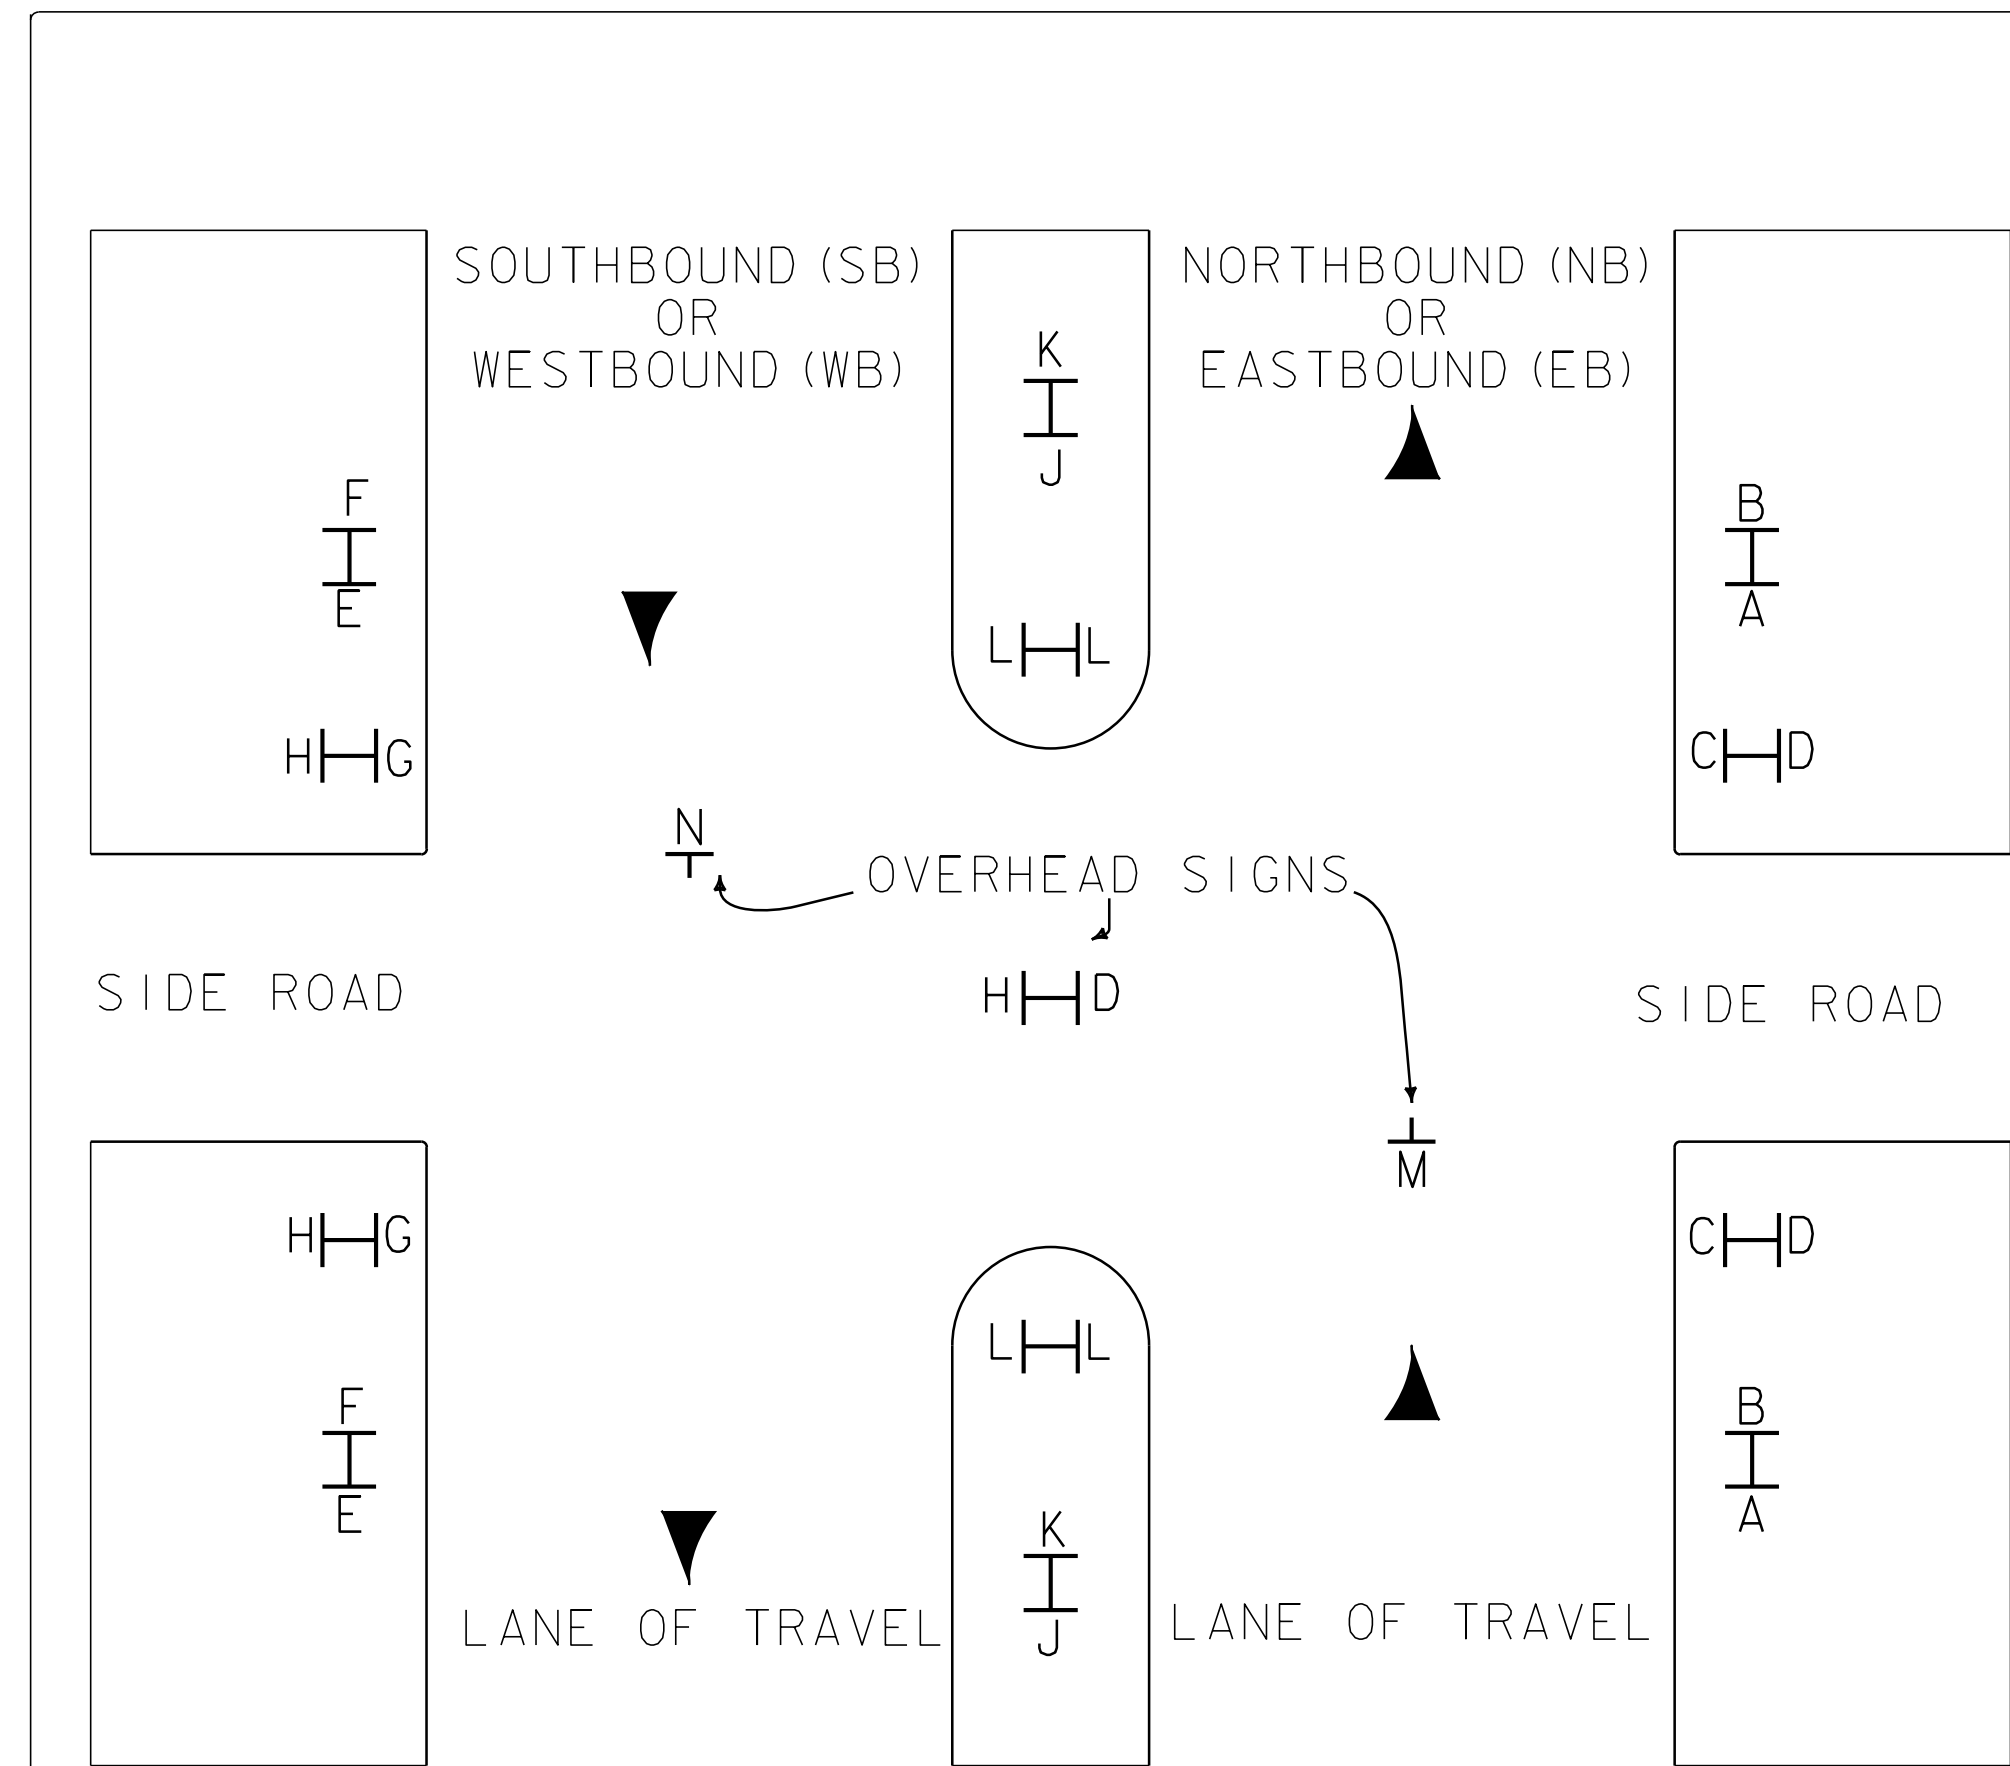 SOUTHBOUND (SB) NORTHBOUND (NB)
OR OR
WESTBOUND (WB) K EASTBOUND (EB)
J
F B
E A
L L
H G C D
N
OVERHEAD SIGNS
SIDE ROAD H D SIDE ROAD
M
H G C D
L L
F B
E A
K
LANE OF TRAVEL J LANE OF TRAVEL